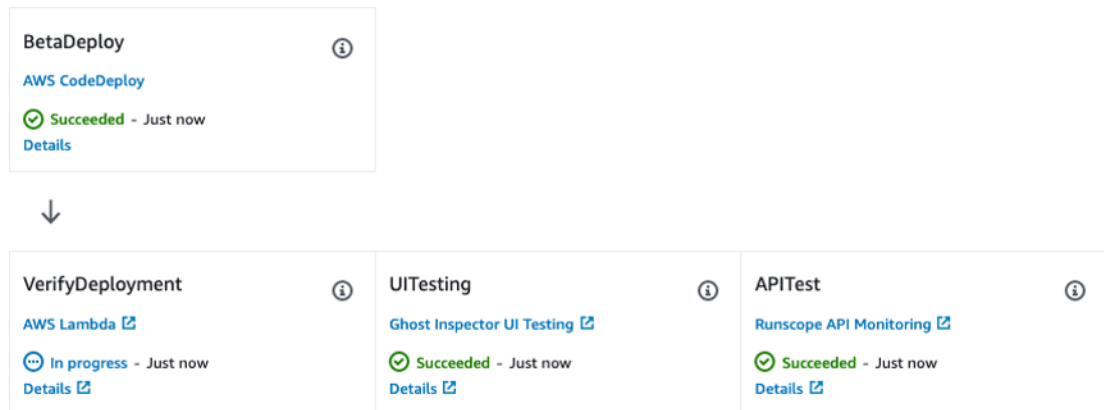 BetaDeploy
AWS CodeDeploy
Succeeded - Just now
Details
VerifyDeployment
AWS Lambda
In progress - Just now
Details
UITesting
Ghost Inspector UI Testing
Succeeded - Just now
Details
APITest
Runscope API Monitoring
Succeeded - Just now
Details